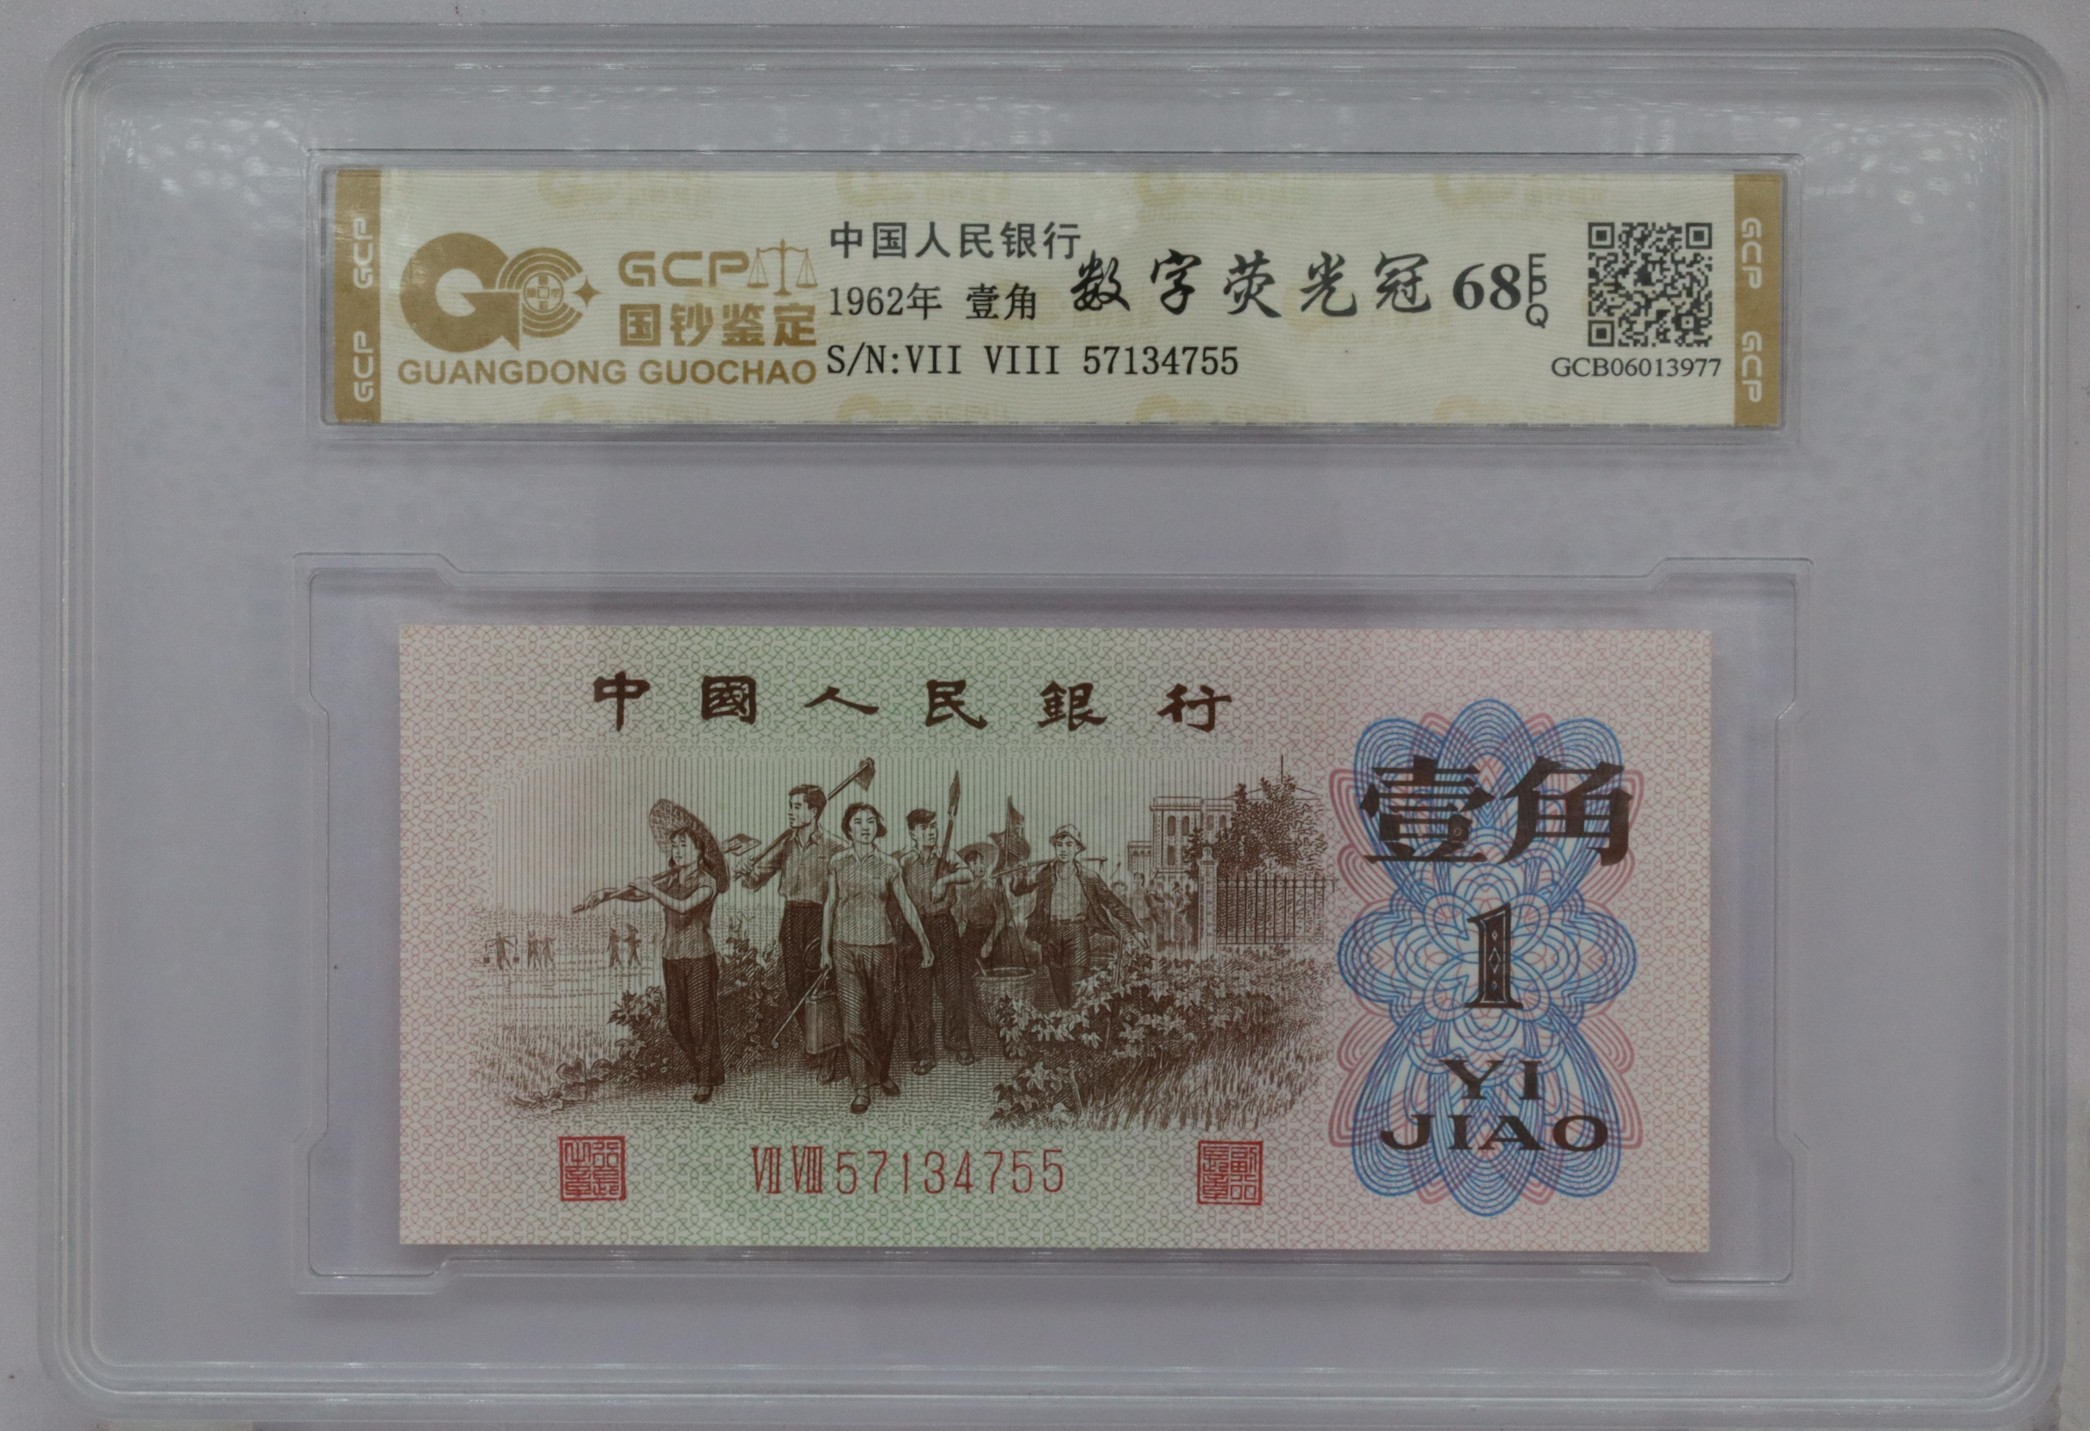 GCP
GCP
GCP
国钞鉴定
GUANGDONG GUOCHAO
中国人民银行
1962年 壹角
数字荧光冠 68 EPQ
S/N:VII VIII 57134755
GCB06013977
GCP
GCP
中國人民銀行
壹角
1
YI
JIAO
VII VIII 57134755